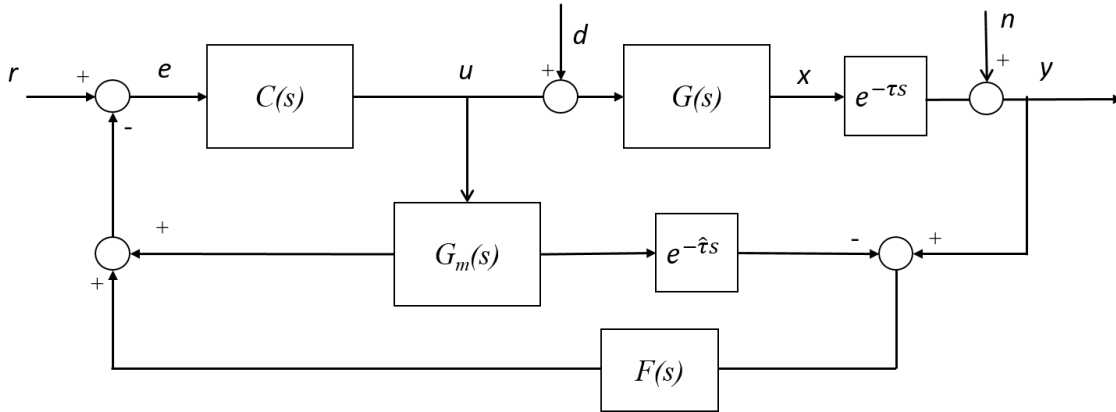 r
+
-
e
C(s)
u
+
d
G(s)
x
e^{-τs}
n
+
y
+
+
G_m(s)
e^{-τ̂s}
-
+
F(s)